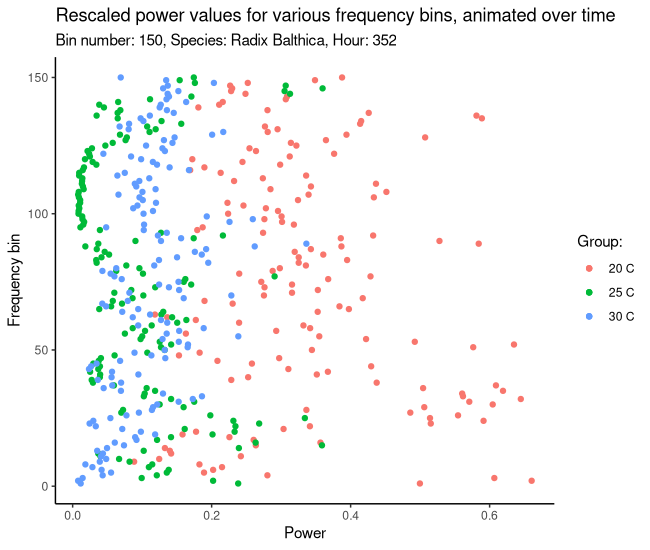 Rescaled power values for various frequency bins, animated over time
Bin number: 150, Species: Radix Balthica, Hour: 352
150
100
50
0
Frequency bin
0.0 0.2 0.4 0.6
Power
Group:
20 C
25 C
30 C